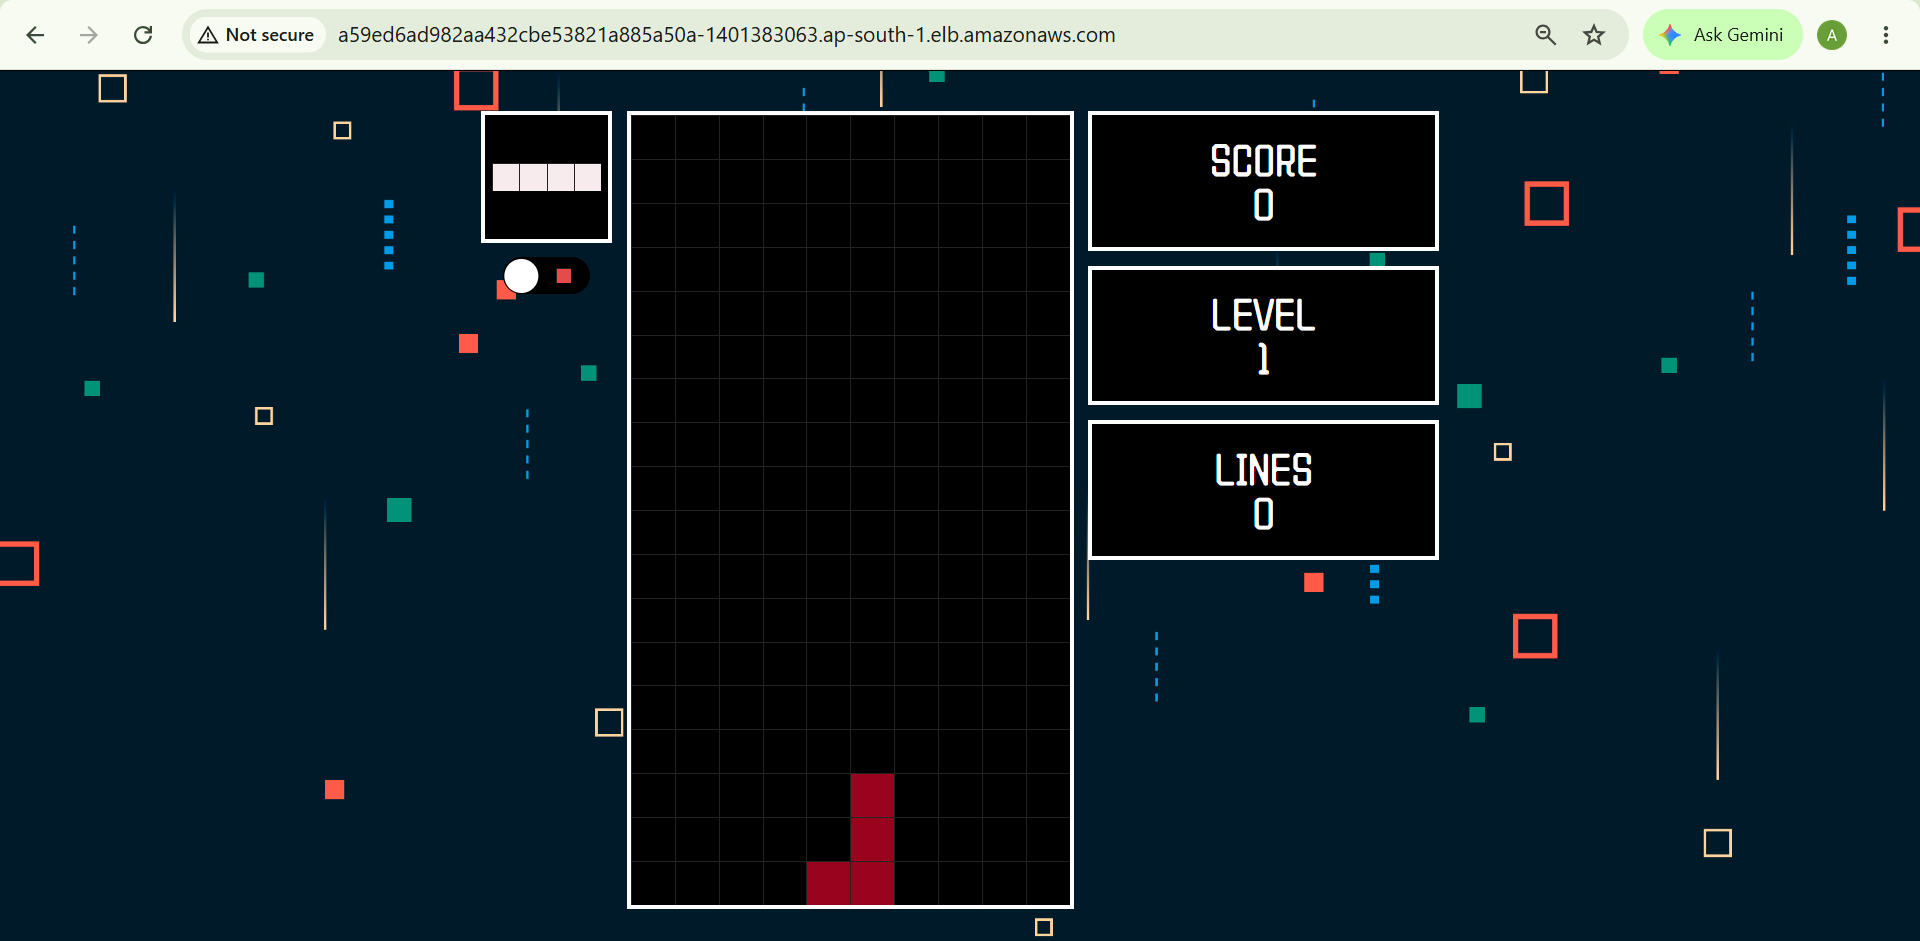 Not secure
a59ed6ad982aa432cbe53821a885a50a-1401383063.ap-south-1.elb.amazonaws.com
Ask Gemini
A
SCORE
0
LEVEL
1
LINES
0